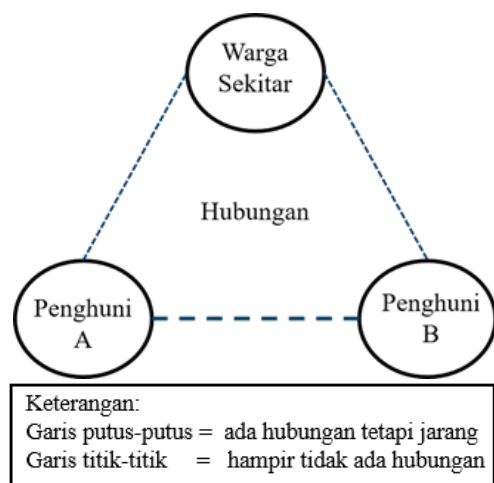 Warga
Sekitar
Hubungan
Penghuni
A
Penghuni
B
Keterangan:
Garis putus-putus = ada hubungan tetapi jarang
Garis titik-titik = hampir tidak ada hubungan